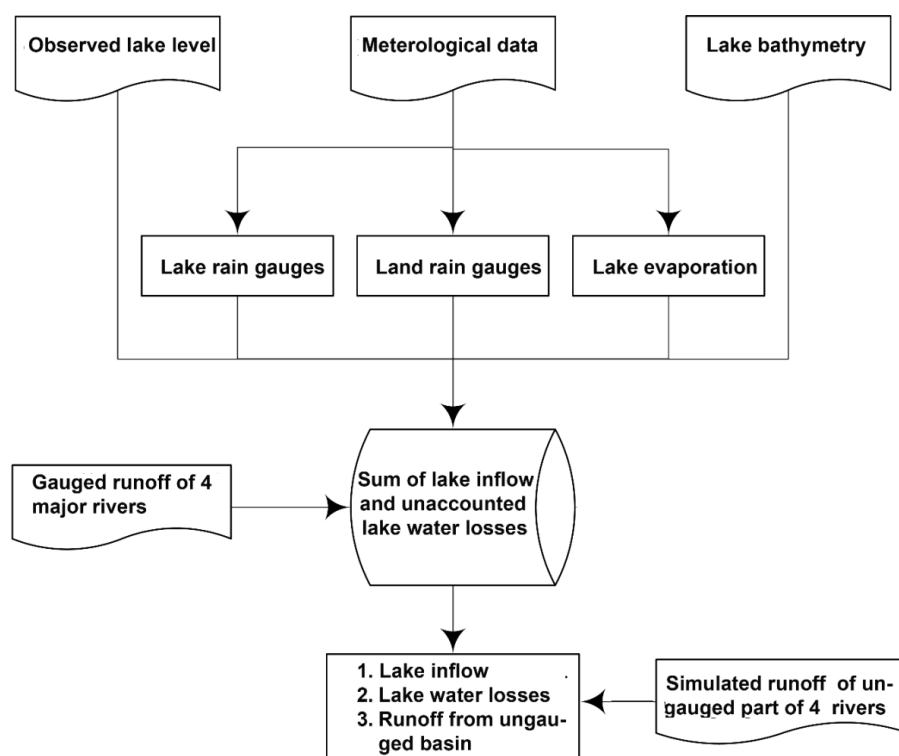 Observed lake level
Meterological data
Lake bathymetry
Lake rain gauges
Land rain gauges
Lake evaporation
Gauged runoff of 4
major rivers
Sum of lake inflow
and unaccounted
lake water losses
1. Lake inflow
2. Lake water losses
3. Runoff from ungau-
ged basin
Simulated runoff of un-
gauged part of 4 rivers